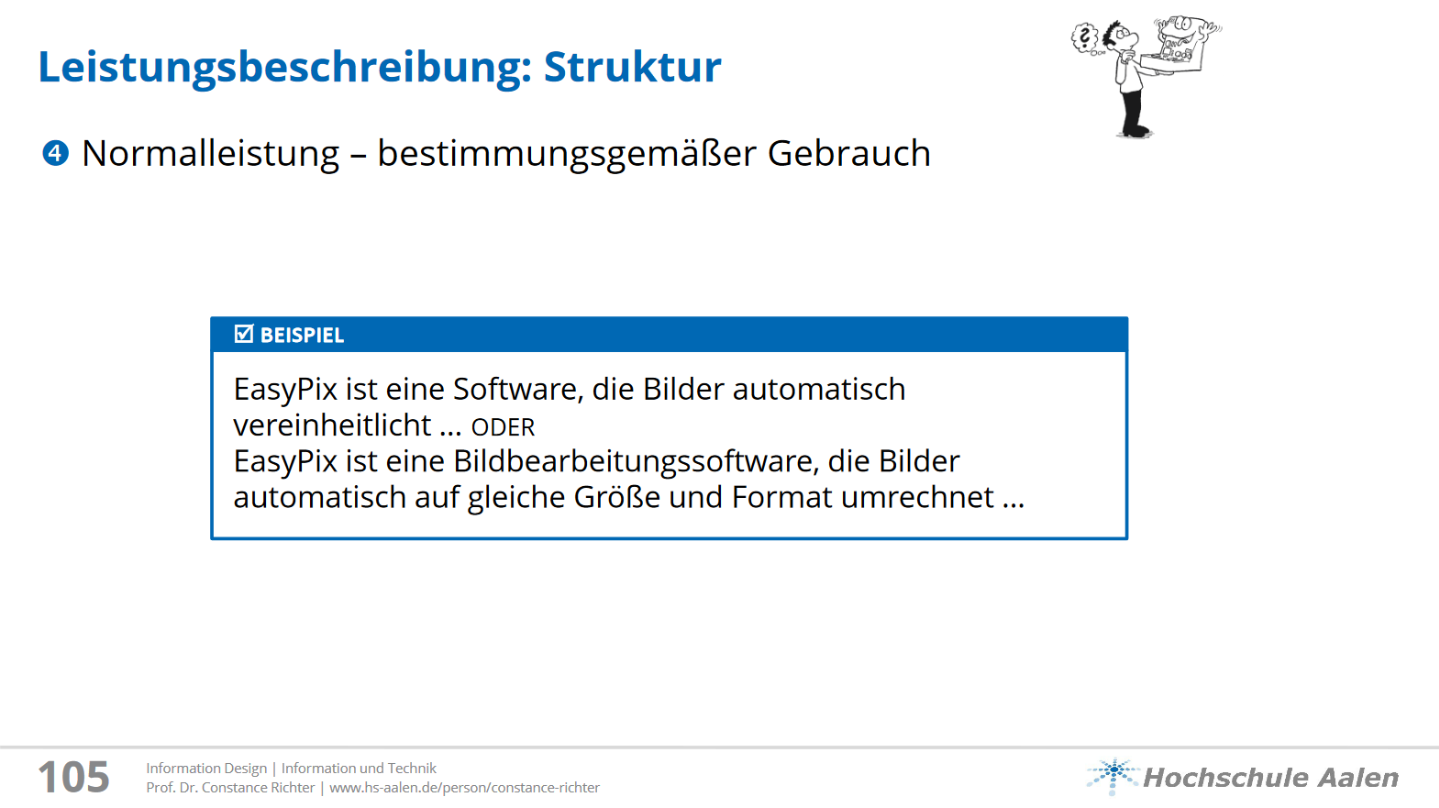 Leistungsbeschreibung: Struktur
?
❹ Normalleistung – bestimmungsgemäßer Gebrauch
☑ BEISPIEL
EasyPix ist eine Software, die Bilder automatisch
vereinheitlicht ... ODER
EasyPix ist eine Bildbearbeitungssoftware, die Bilder
automatisch auf gleiche Größe und Format umrechnet ...
105
Information Design | Information und Technik
Prof. Dr. Constance Richter | www.hs-aalen.de/person/constance-richter
Hochschule Aalen